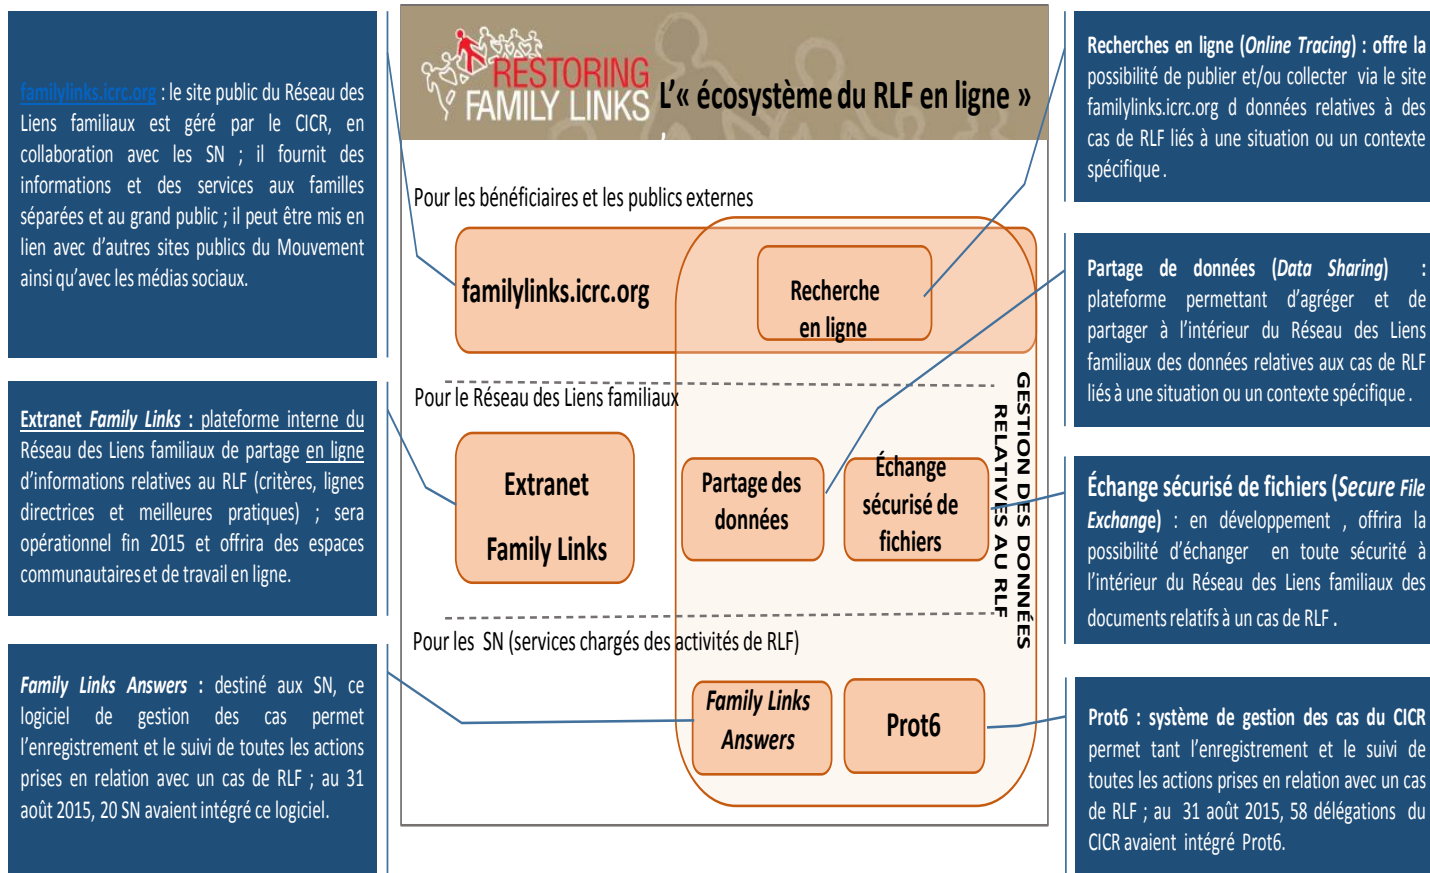 familylinks.icrc.org : le site public du Réseau des
Liens familiaux est géré par le CICR, en
collaboration avec les SN ; il fournit des
informations et des services aux familles
séparées et au grand public ; il peut être mis en
lien avec d’autres sites publics du Mouvement
ainsi qu’avec les médias sociaux.
Extranet Family Links : plateforme interne du
Réseau des Liens familiaux de partage en ligne
d’informations relatives au RLF (critères, lignes
directrices et meilleures pratiques) ; sera
opérationnel fin 2015 et offrira des espaces
communautaires et de travail en ligne.
Family Links Answers : destiné aux SN, ce
logiciel de gestion des cas permet
l’enregistrement et le suivi de toutes les actions
prises en relation avec un cas de RLF ; au 31
août 2015, 20 SN avaient intégré ce logiciel.
RESTORING
FAMILY LINKS
L’« écosystème du RLF en ligne »
,
Pour les bénéficiaires et les publics externes
familylinks.icrc.org
Recherche
en ligne
Pour le Réseau des Liens familiaux
Extranet
Family Links
Partage des
données
Échange
sécurisé de
fichiers
GESTION DES DONNÉES
RELATIVES AU RLF
Pour les SN (services chargés des activités de RLF)
Family Links
Answers
Prot6
Recherches en ligne (Online Tracing) : offre la
possibilité de publier et/ou collecter via le site
familylinks.icrc.org d données relatives à des
cas de RLF liés à une situation ou un contexte
spécifique .
Partage de données (Data Sharing) :
plateforme permettant d’agréger et de
partager à l’intérieur du Réseau des Liens
familiaux des données relatives aux cas de RLF
liés à une situation ou un contexte spécifique .
Échange sécurisé de fichiers (Secure File
Exchange) : en développement , offrira la
possibilité d’échanger en toute sécurité à
l’intérieur du Réseau des Liens familiaux des
documents relatifs à un cas de RLF .
Prot6 : système de gestion des cas du CICR
permet tant l’enregistrement et le suivi de
toutes les actions prises en relation avec un cas
de RLF ; au 31 août 2015, 58 délégations du
CICR avaient intégré Prot6.